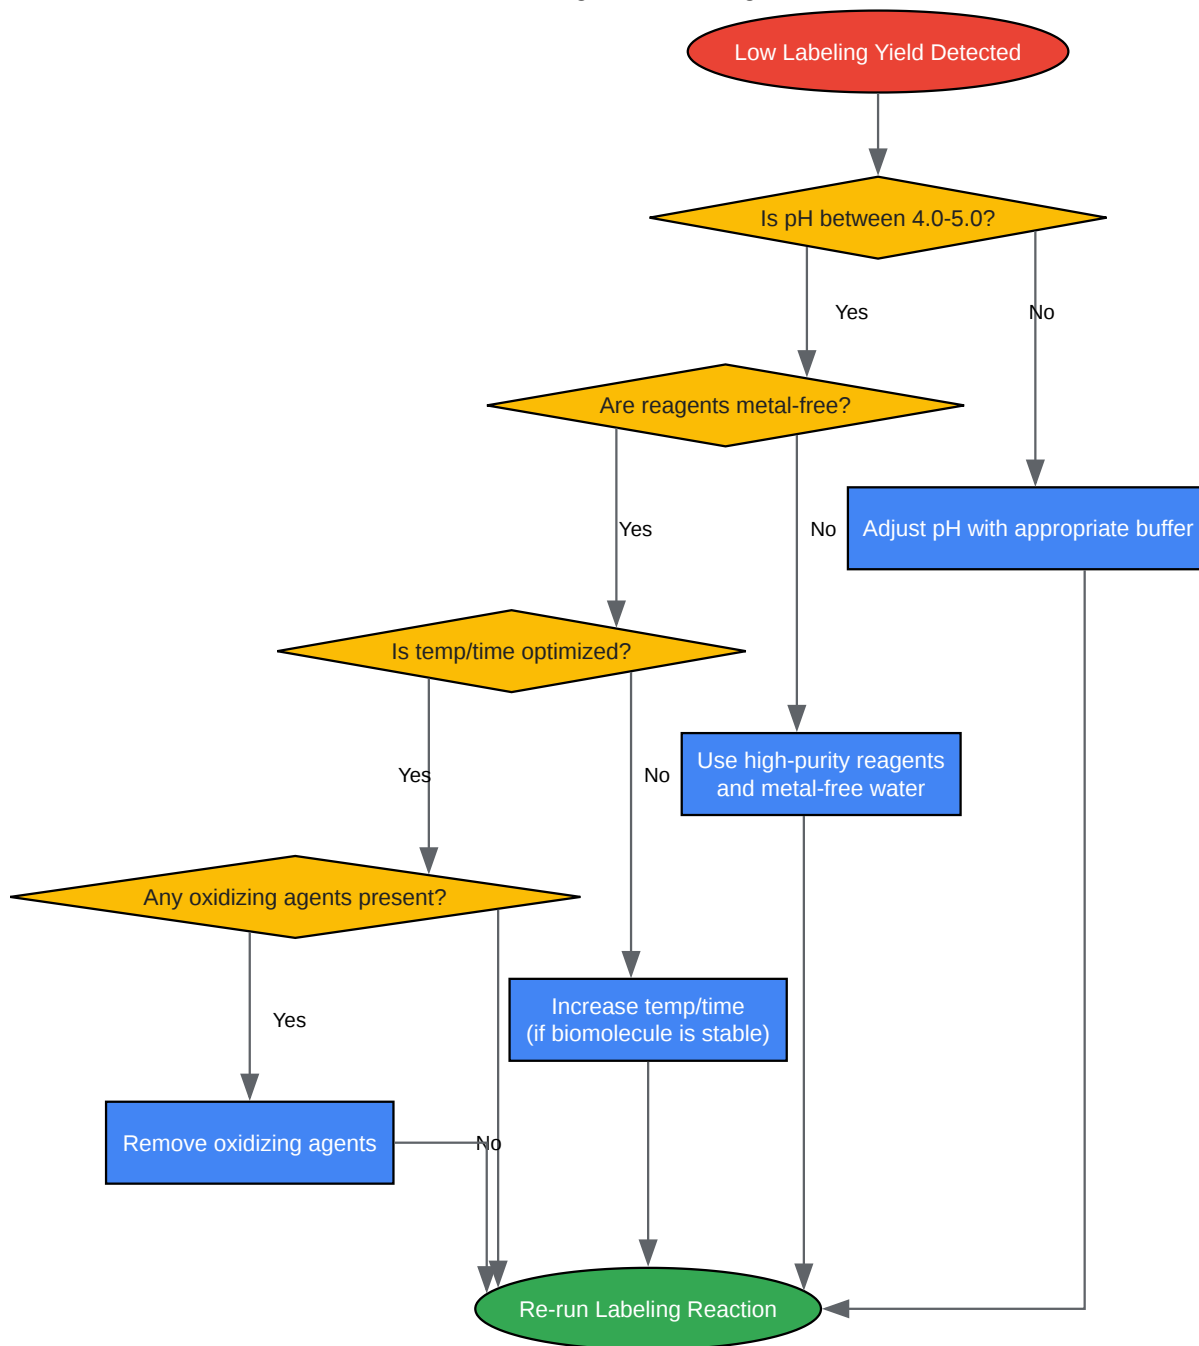 Low Labeling Yield Detected
Is pH between 4.0-5.0?
Yes
No
Are reagents metal-free?
Yes
No
Adjust pH with appropriate buffer
Is temp/time optimized?
Yes
No
Use high-purity reagents
and metal-free water
Any oxidizing agents present?
Yes
Increase temp/time
(if biomolecule is stable)
Remove oxidizing agents
No
Re-run Labeling Reaction